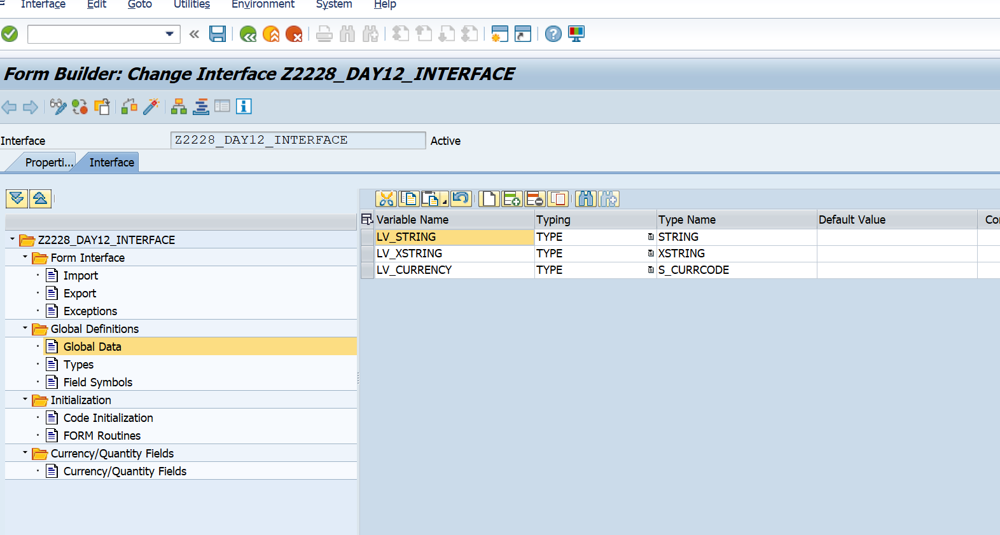 Interface Edit Goto Utilities Environment System Help
Form Builder: Change Interface Z2228_DAY12_INTERFACE
Interface Z2228_DAY12_INTERFACE Active
Properti... Interface
Variable Name Typing Type Name Default Value Co
LV_STRING TYPE STRING
LV_XSTRING TYPE XSTRING
LV_CURRENCY TYPE S_CURRCODE
Z2228_DAY12_INTERFACE
Form Interface
Import
Export
Exceptions
Global Definitions
Global Data
Types
Field Symbols
Initialization
Code Initialization
FORM Routines
Currency/Quantity Fields
Currency/Quantity Fields